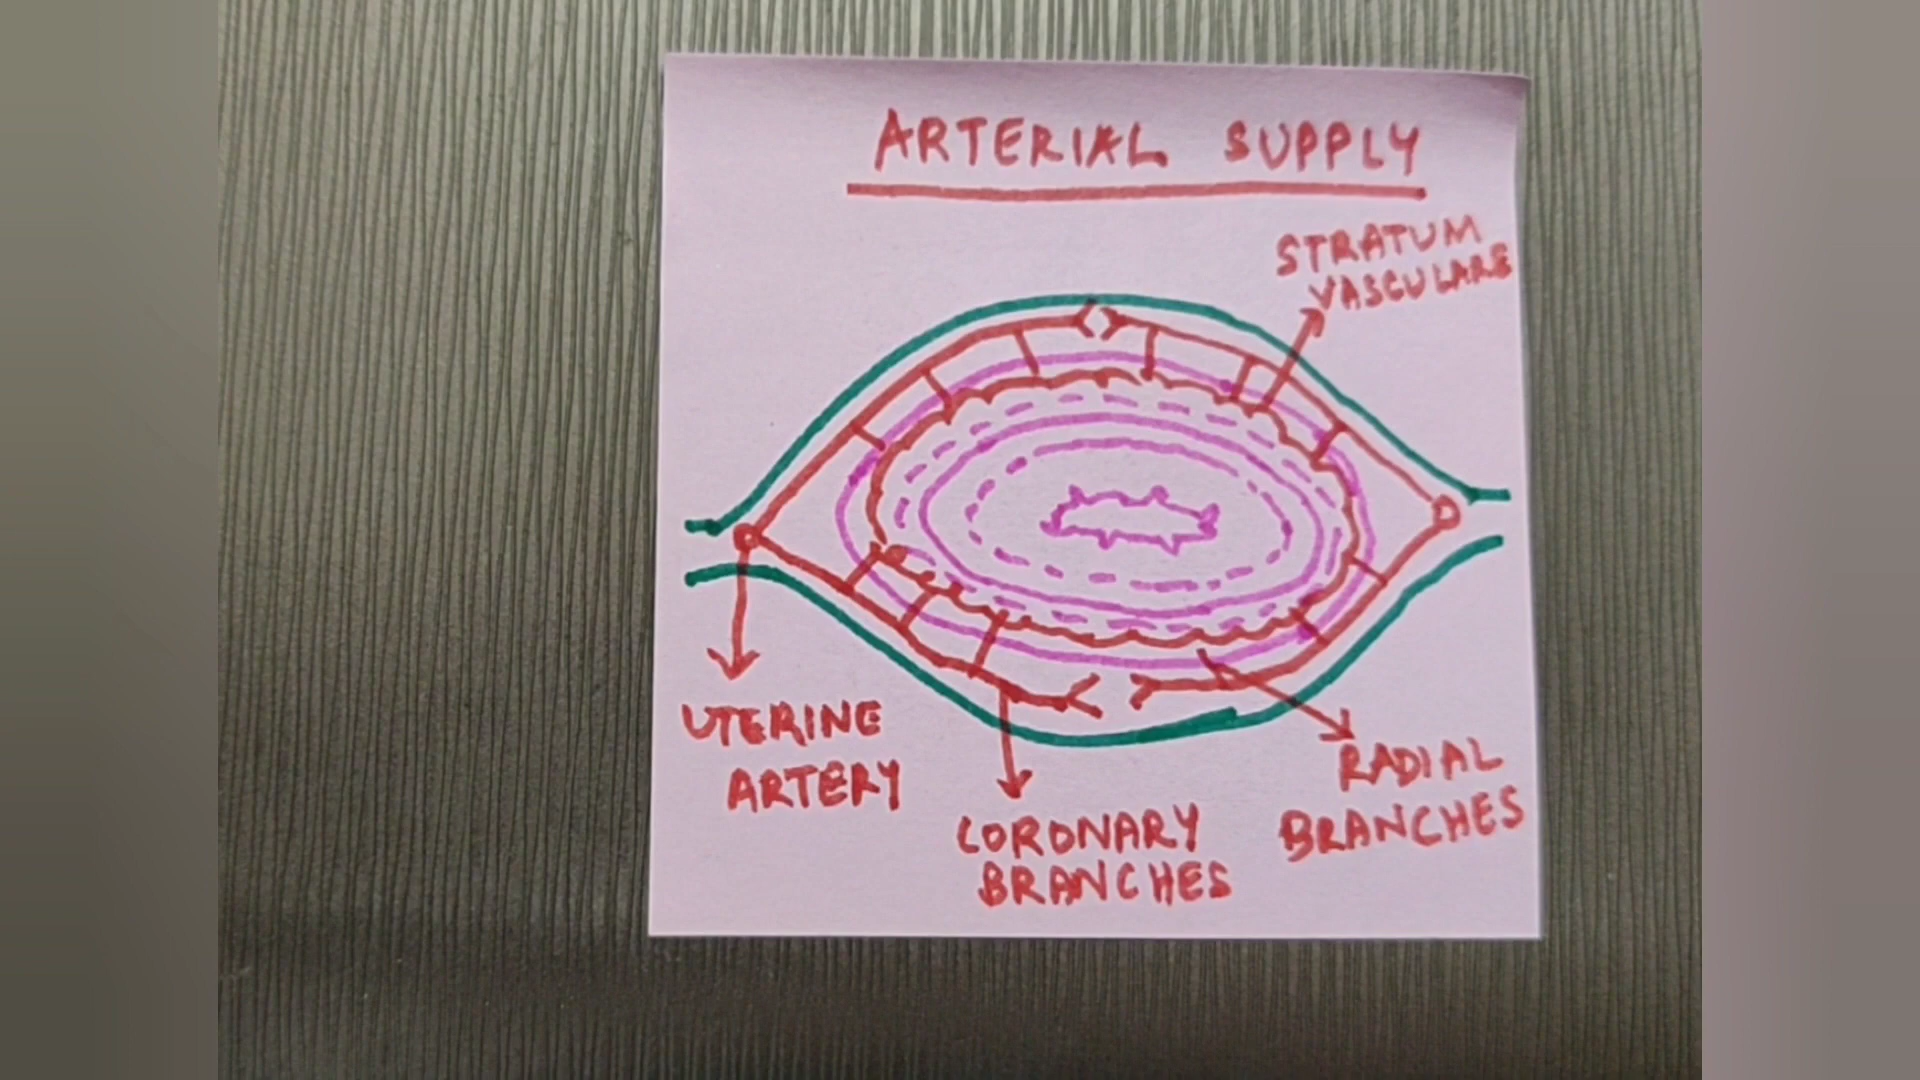 ARTERIAL SUPPLY
STRATUM
VASCULARE
UTERINE
ARTERY
CORONARY
BRANCHES
RADIAL
BRANCHES